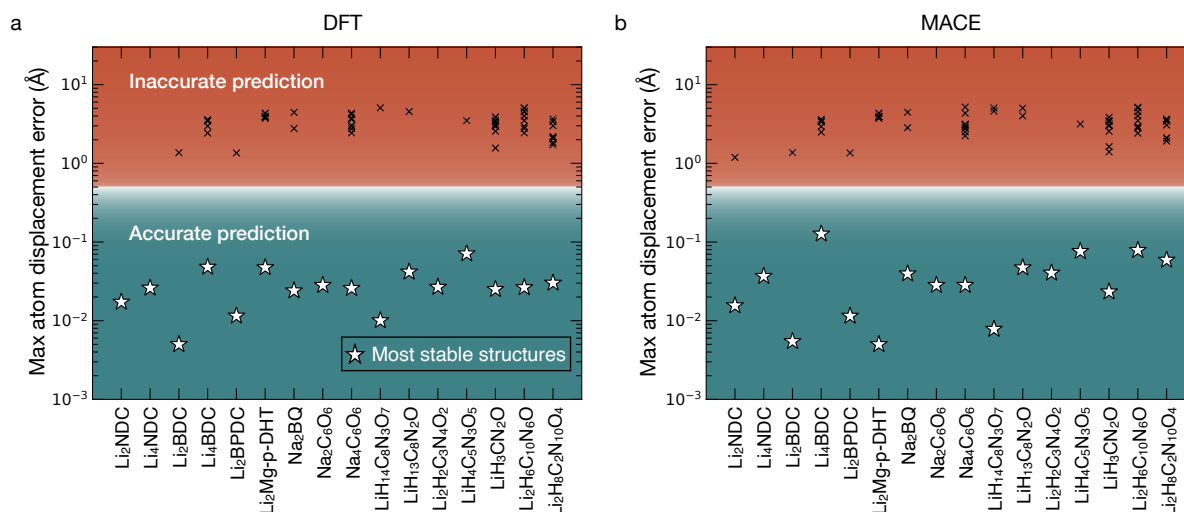 a
DFT
Max atom displacement error (Å)
10¹
10⁰
10⁻¹
10⁻²
10⁻³
Inaccurate prediction
Accurate prediction
Most stable structures
Li₂NDC
Li₄NDC
Li₂BDC
Li₄BDC
Li₂BPDC
Li₂Mg-p-DHT
Na₂BQ
Na₂C₆O₆
Na₄C₆O₆
LiH₁₄C₈N₃O₇
LiH₁₃C₈N₂O
Li₂H₂C₃N₄O₂
LiH₄C₅N₃O₅
LiH₃CN₂O
Li₂H₆C₁₀N₆O
Li₂H₈C₂N₁₀O₄
b
MACE
Max atom displacement error (Å)
10¹
10⁰
10⁻¹
10⁻²
10⁻³
Li₂NDC
Li₄NDC
Li₂BDC
Li₄BDC
Li₂BPDC
Li₂Mg-p-DHT
Na₂BQ
Na₂C₆O₆
Na₄C₆O₆
LiH₁₄C₈N₃O₇
LiH₁₃C₈N₂O
Li₂H₂C₃N₄O₂
LiH₄C₅N₃O₅
LiH₃CN₂O
Li₂H₆C₁₀N₆O
Li₂H₈C₂N₁₀O₄